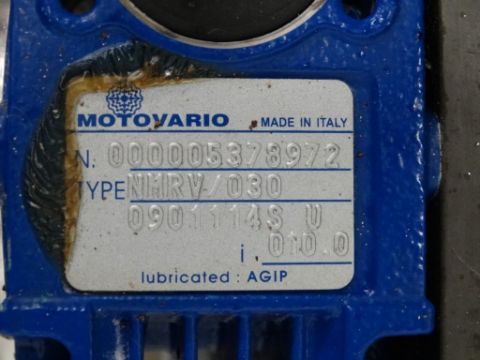 MOTOVARIO MADE IN ITALY
N. 000005378972
TYPE NMRV/030
0901114S U
i 010.0
lubricated : AGIP